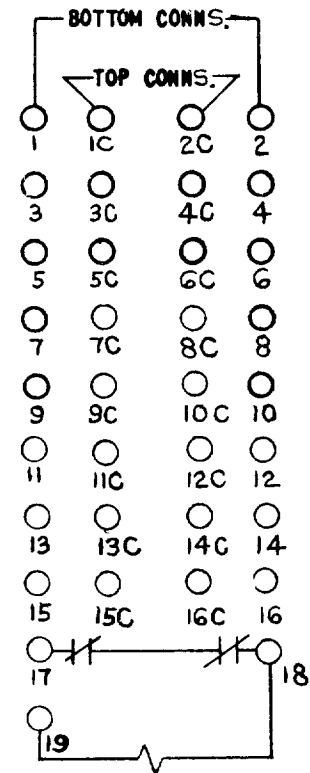 BOTTOM CONNS.
TOP CONNS.
1 1C 2C 2
3 3C 4C 4
5 5C 6C 6
7 7C 8C 8
9 9C 10C 10
11 11C 12C 12
13 13C 14C 14
15 15C 16C 16
17 18
19